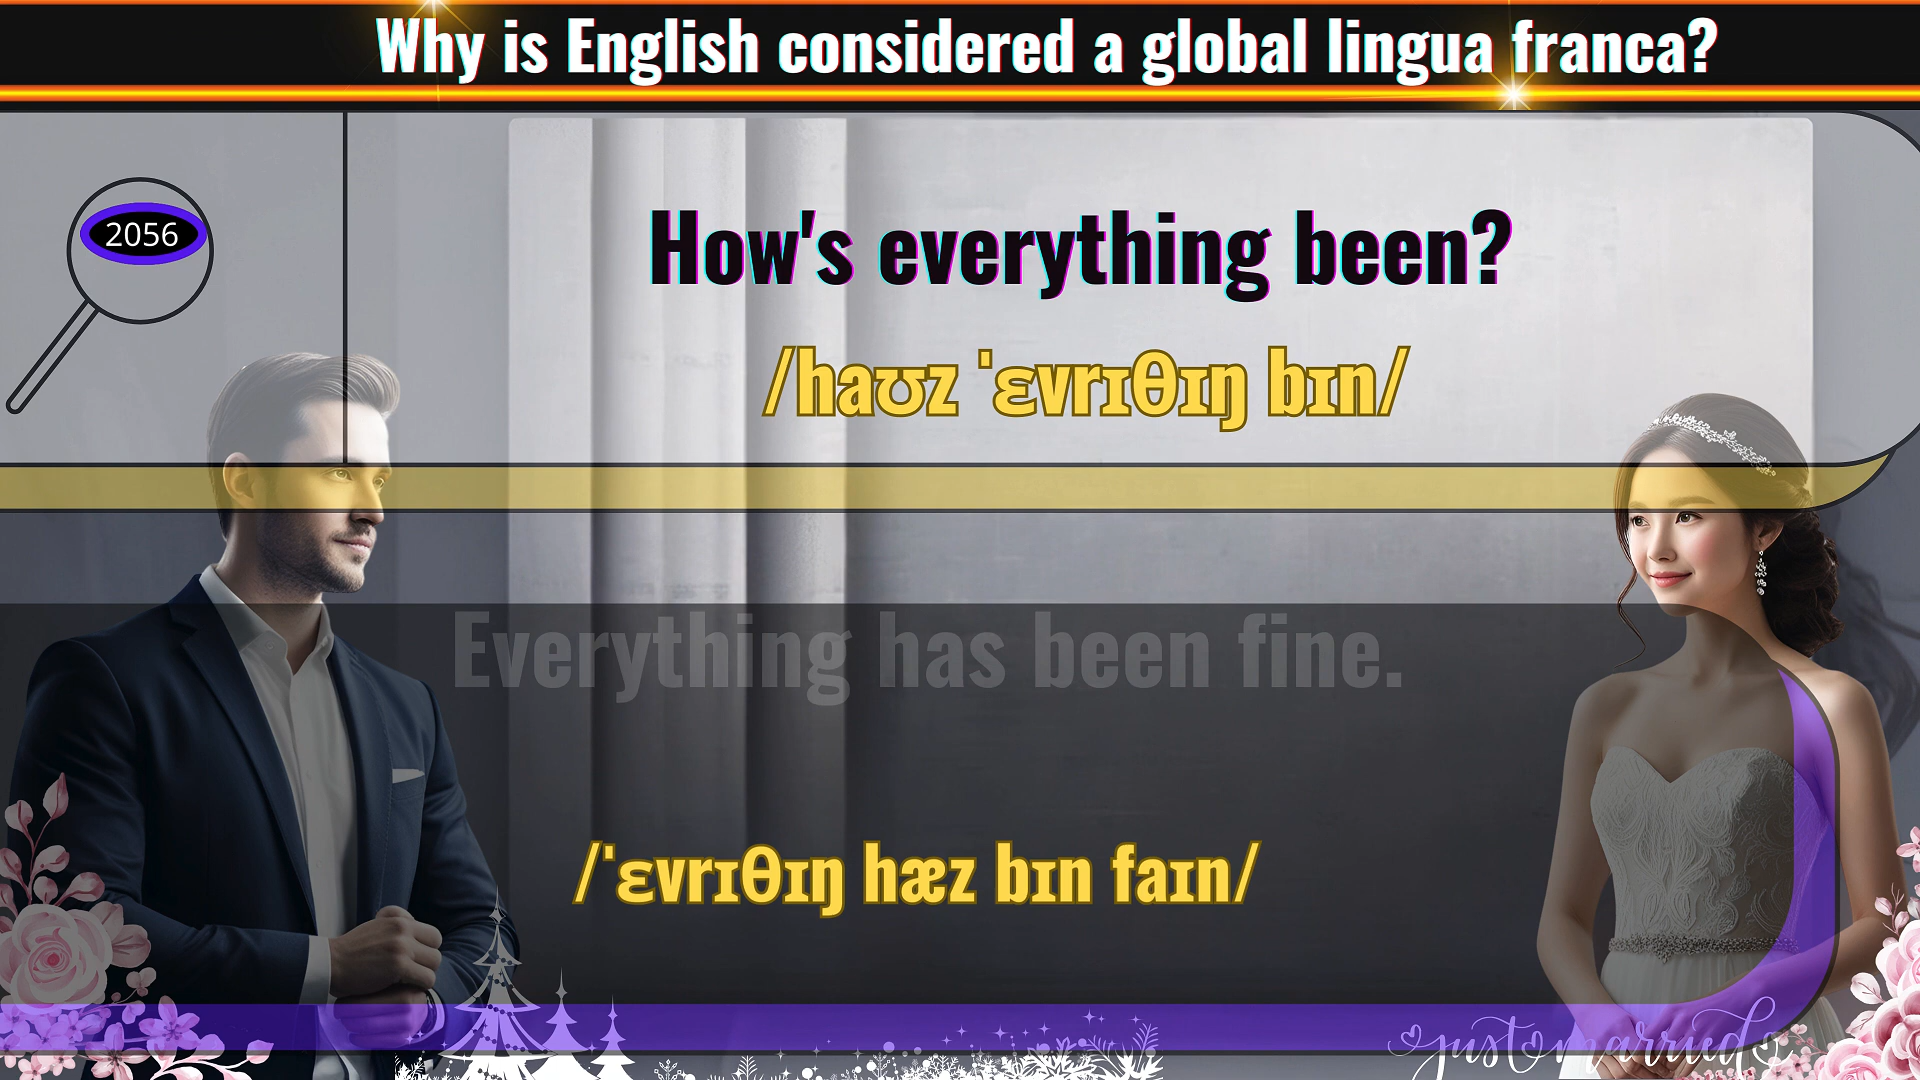 Why is English considered a global lingua franca?
2056
How's everything been?
/haʊz ˈɛvrɪθɪŋ bɪn/
Everything has been fine.
/ˈɛvrɪθɪŋ hæz bɪn faɪn/
just married